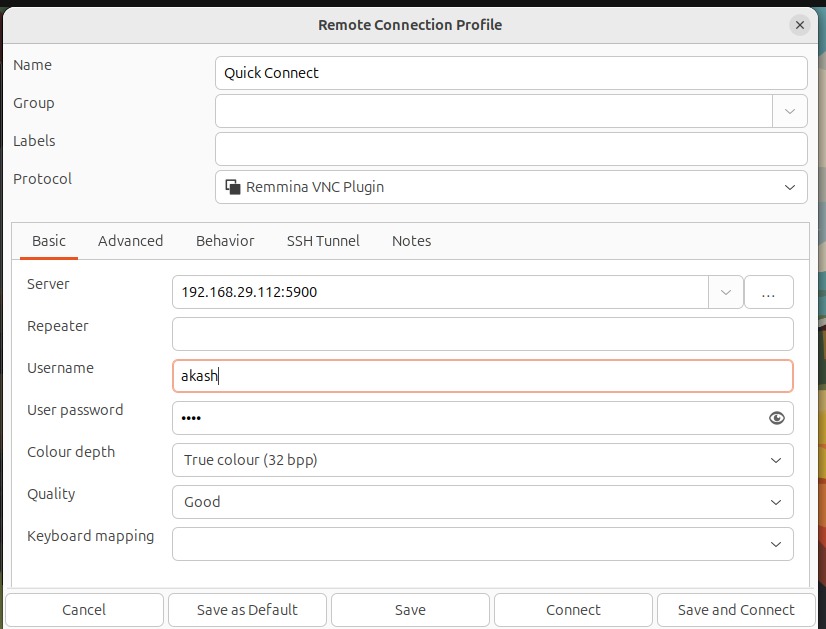 Remote Connection Profile
Name
Quick Connect
Group
Labels
Protocol
Remmina VNC Plugin
Basic Advanced Behavior SSH Tunnel Notes
Server
192.168.29.112:5900
...
Repeater
Username
akash
User password
••••
Colour depth
True colour (32 bpp)
Quality
Good
Keyboard mapping
Cancel Save as Default Save Connect Save and Connect